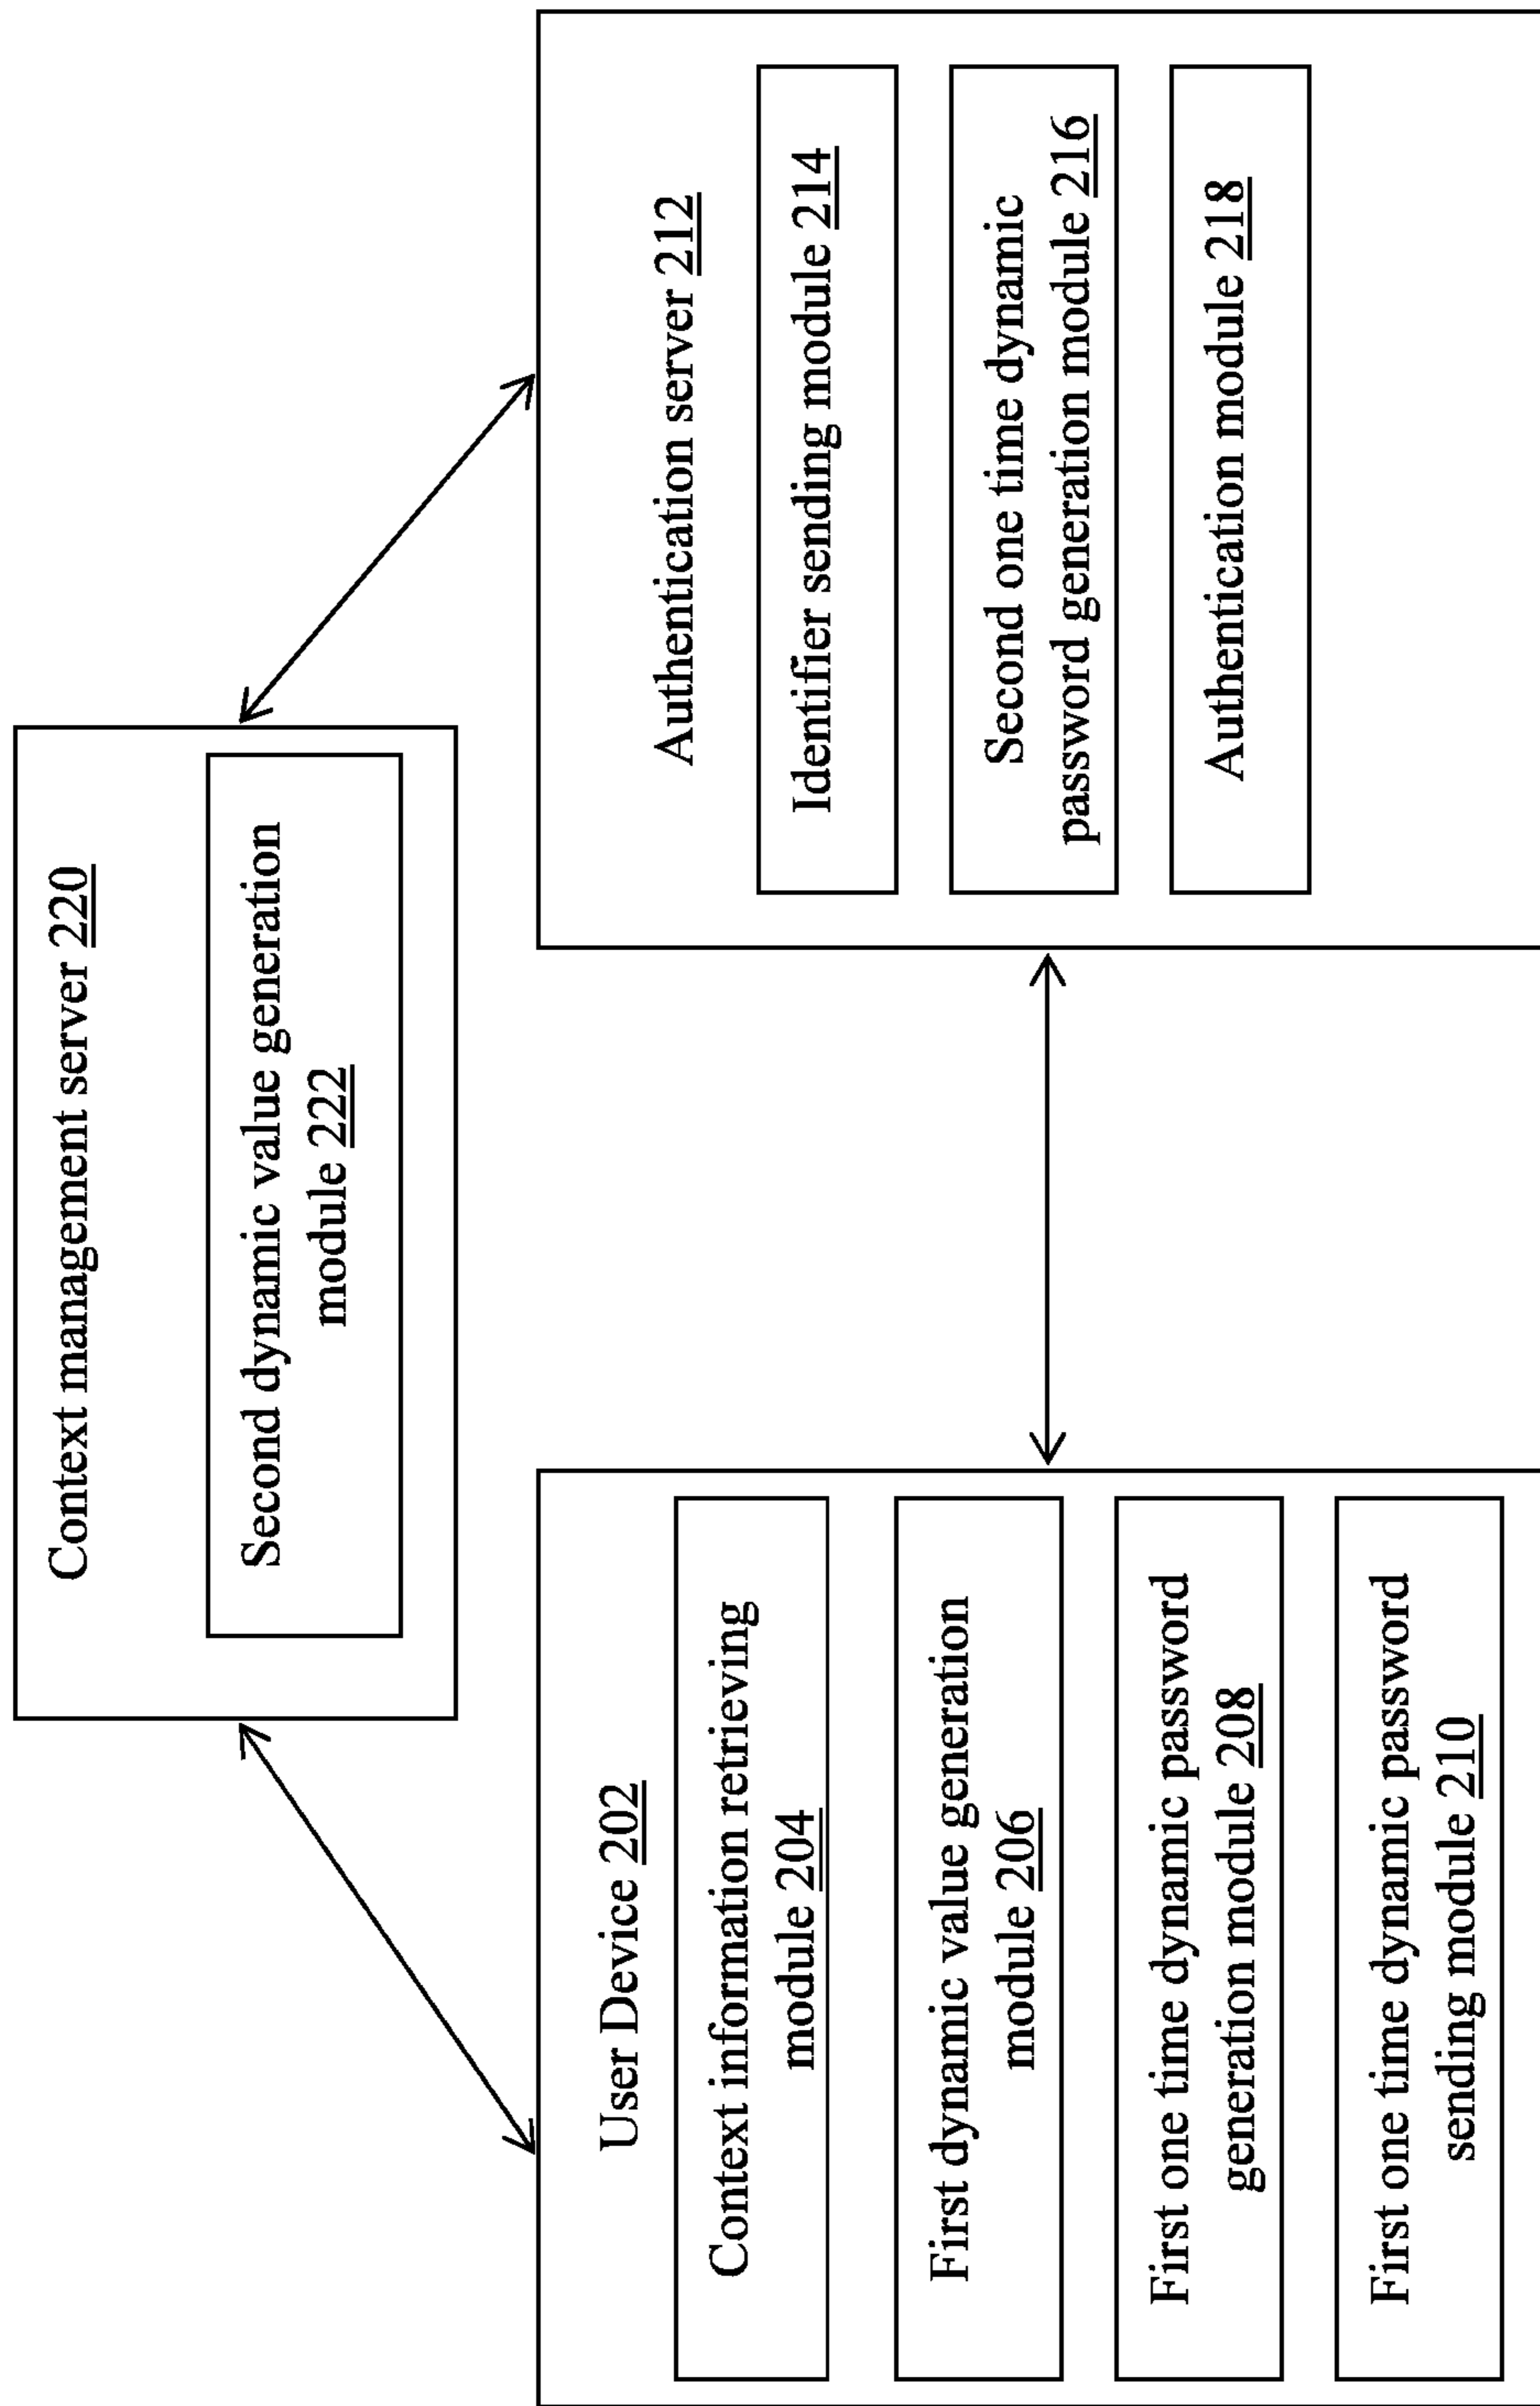 Context management server 220
Second dynamic value generation
module 222
User Device 202
Context information retrieving
module 204
First dynamic value generation
module 206
First one time dynamic password
generation module 208
First one time dynamic password
sending module 210
Authentication server 212
Identifier sending module 214
Second one time dynamic
password generation module 216
Authentication module 218